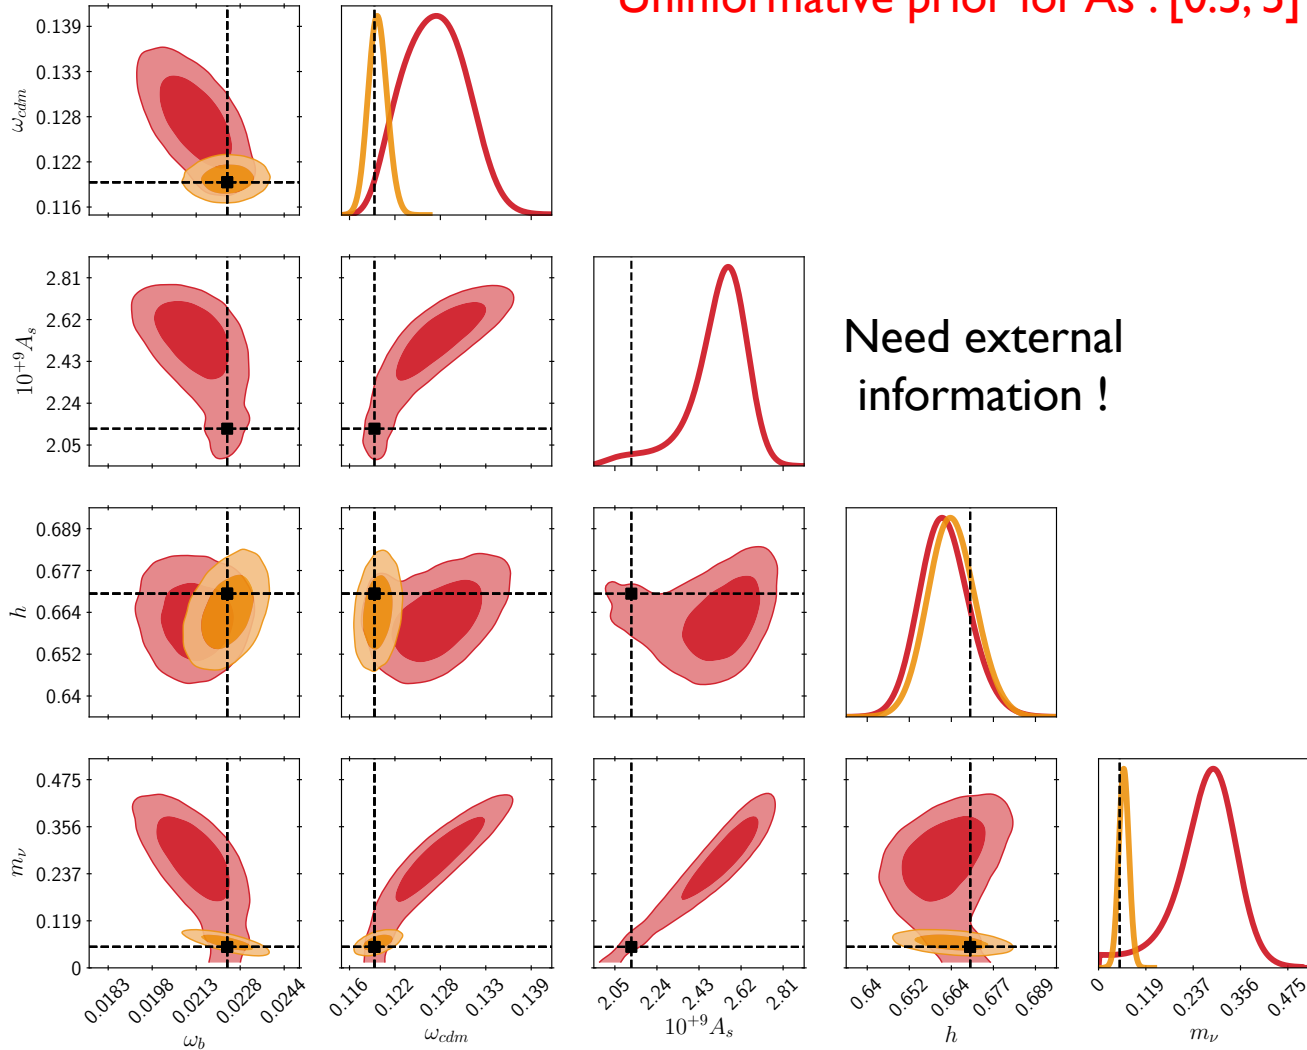 Uninformative prior for As : [0.5, 5]
0.139
0.133
0.128
0.122
0.116
ω_cdm
2.81
2.62
2.43
2.24
2.05
10^{+9}A_s
Need external
information !
0.689
0.677
0.664
0.652
0.64
h
0.475
0.356
0.237
0.119
0
m_ν
0.0183 0.0198 0.0213 0.0228 0.0244
0.116 0.122 0.128 0.133 0.139
2.05 2.24 2.43 2.62 2.81
0.64 0.652 0.664 0.677 0.689
0 0.119 0.237 0.356 0.475
ω_b ω_cdm 10^{+9}A_s h m_ν